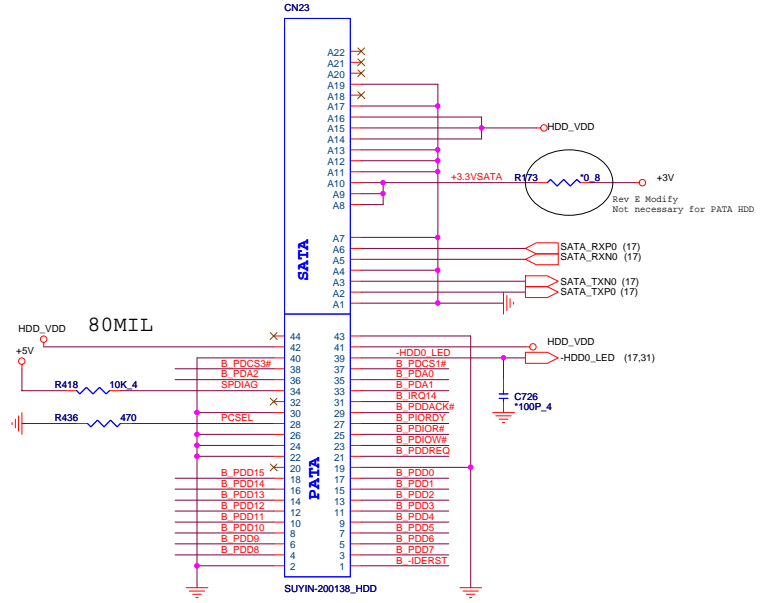 CN23
A22
A21
A20
A19
A18
A17
A16
A15
HDD_VDD
A14
A13
A12
A11
A10
+3.3VSATA
R173
*0_8
+3V
A9
Rev E Modify
A8
Not necessary for PATA HDD
A7
A6
SATA_RXP0 (17)
A5
SATA_RXN0 (17)
A4
A3
SATA_TXN0 (17)
A2
SATA_TXP0 (17)
A1
SATA
HDD_VDD
80MIL
+5V
44 43
42 41
HDD_VDD
40 39
-HDD0_LED
-HDD0_LED (17,31)
B_PDCS3#
38 37
B_PDCS1#
B_PDA2
36 35
B_PDA0
R418
10K_4
SPDIAG
34 33
B_PDA1
32 31
B_IRQ14
C726
*100P_4
30 29
B_PDDACK#
R436
470
PCSEL
28 27
B_PIORDY
26 25
B_PDIOR#
24 23
B_PDIOW#
22 21
B_PDDREQ
20 19
PATA
B_PDD15
18 17
B_PDD0
B_PDD14
16 15
B_PDD1
B_PDD13
14 13
B_PDD2
B_PDD12
12 11
B_PDD3
B_PDD11
10 9
B_PDD4
B_PDD10
8 7
B_PDD5
B_PDD9
6 5
B_PDD6
B_PDD8
4 3
B_PDD7
2 1
B_-IDERST
SUYIN-200138_HDD